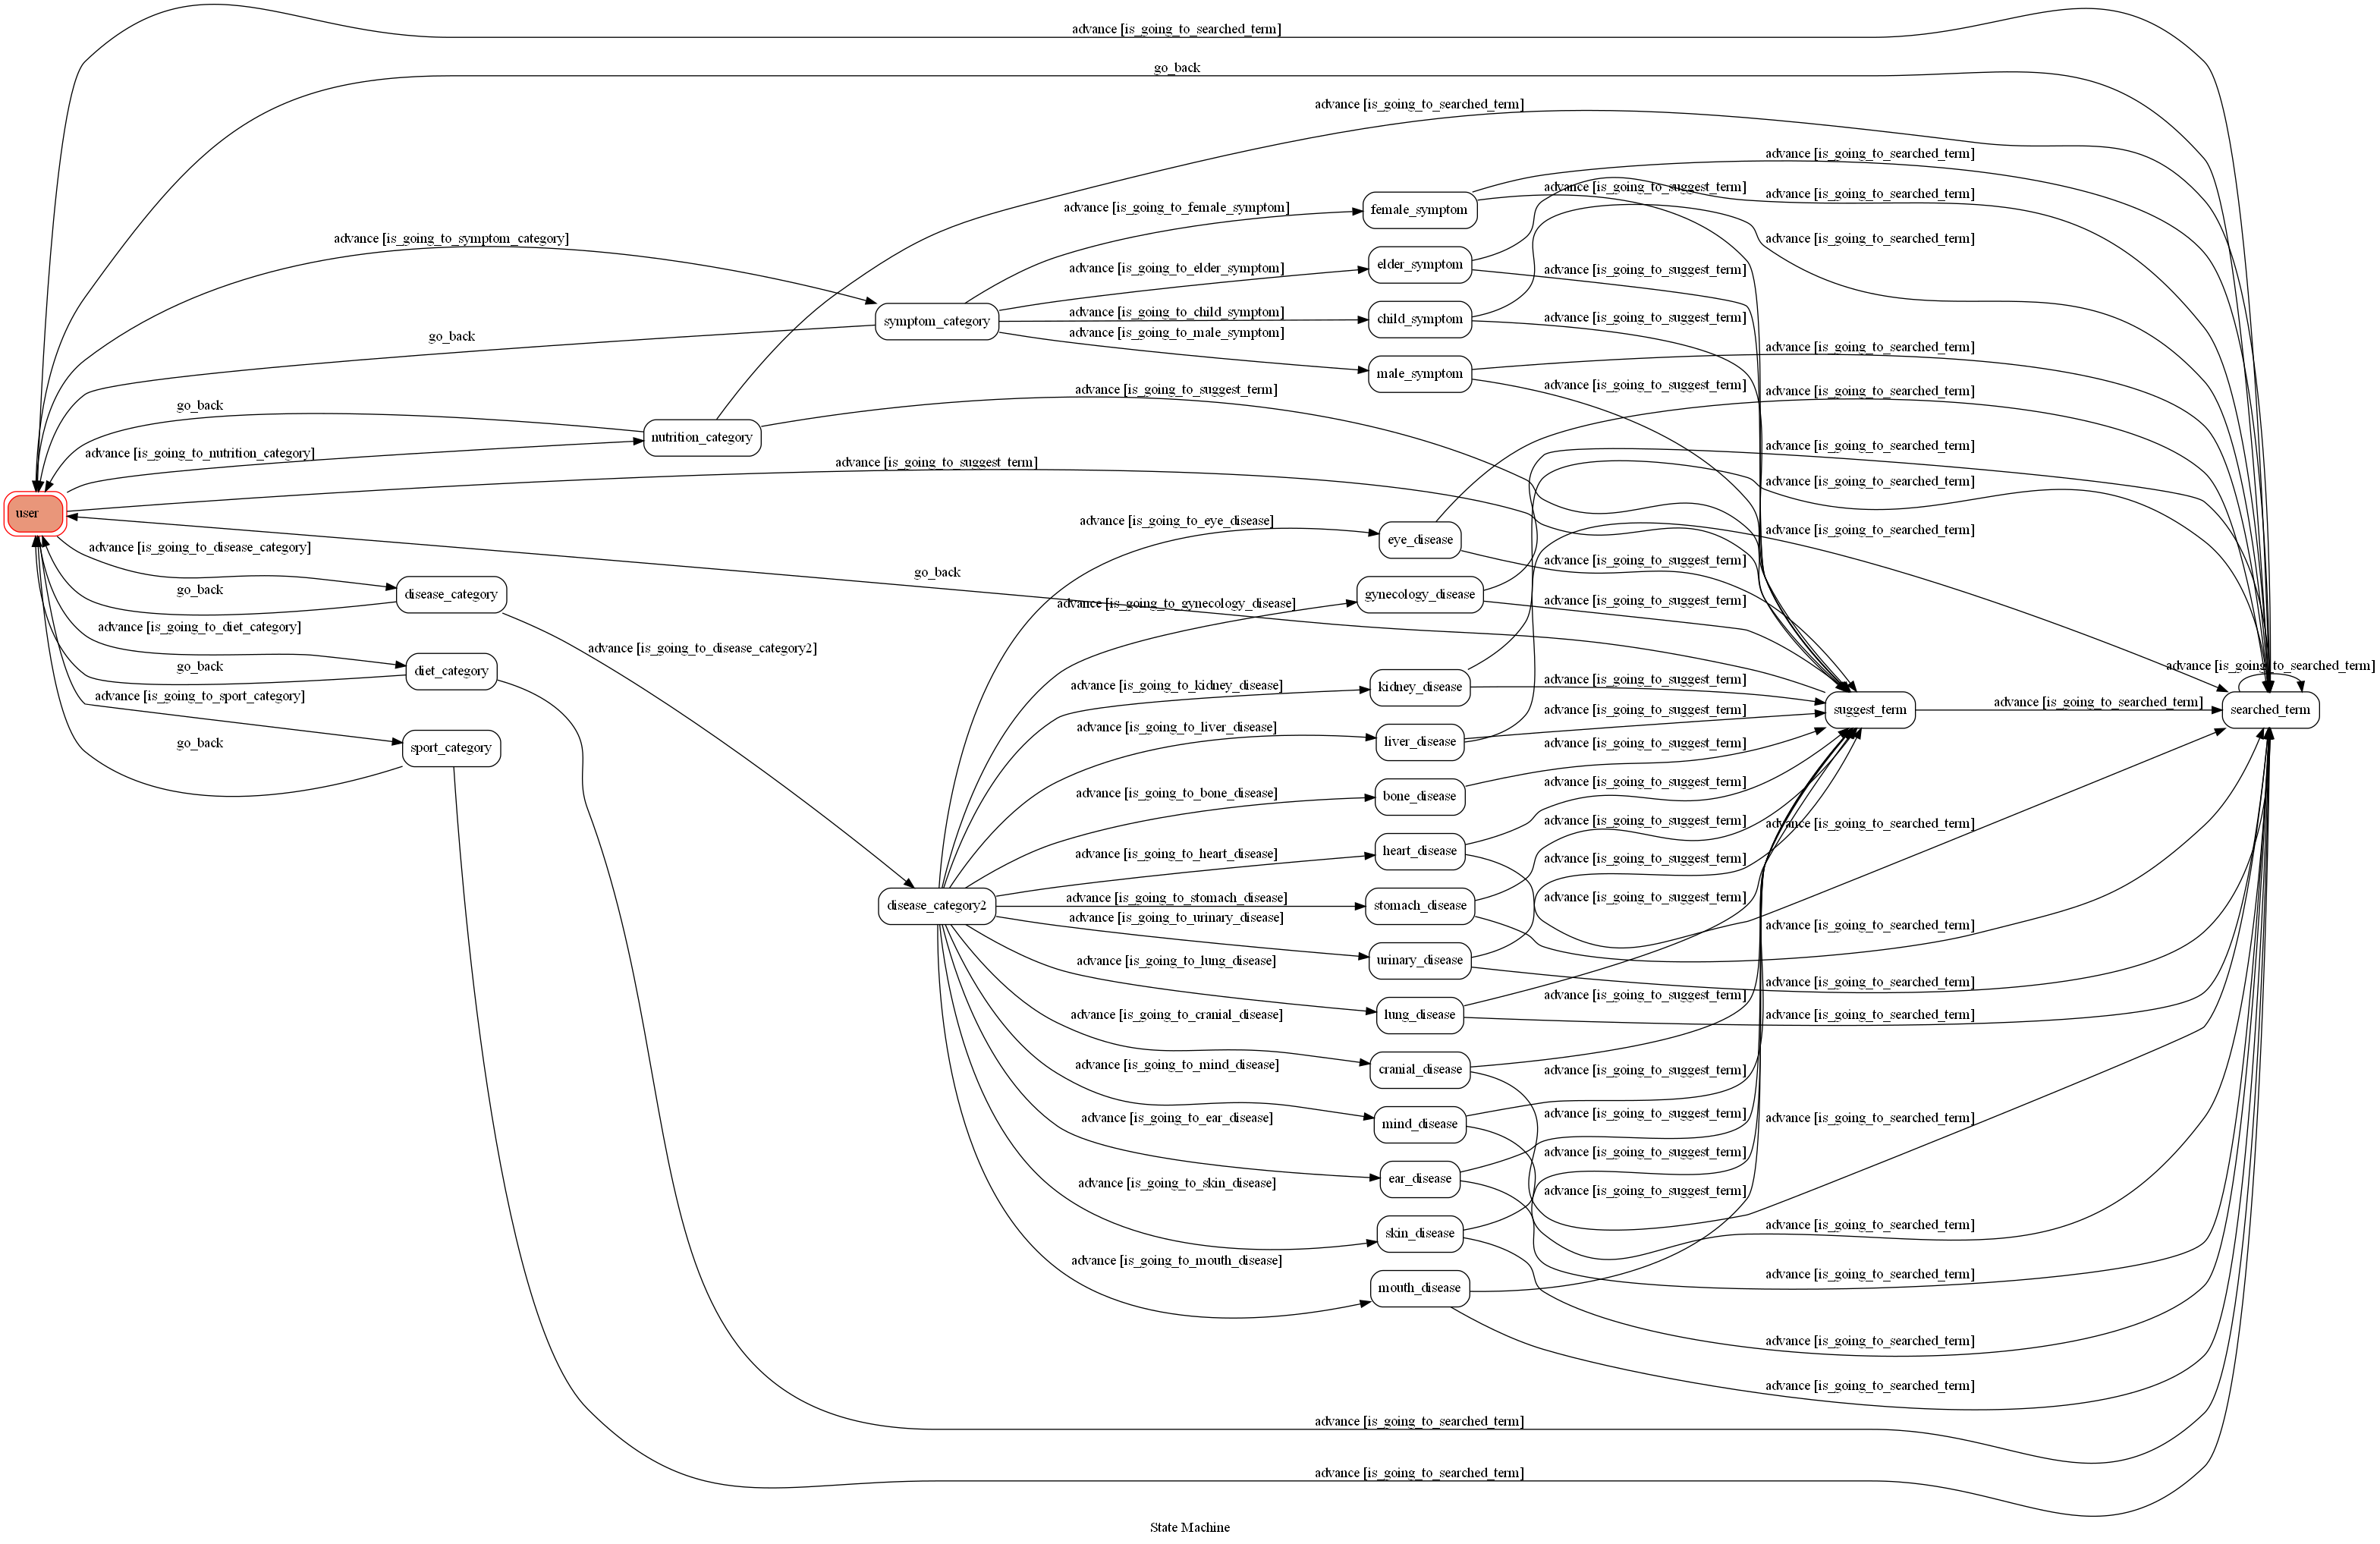 advance [is_going_to_searched_term]
go_back
advance [is_going_to_searched_term]
advance [is_going_to_searched_term]
advance [is_going_to_suggest_term]
advance [is_going_to_searched_term]
advance [is_going_to_female_symptom]
female_symptom
advance [is_going_to_symptom_category]
advance [is_going_to_searched_term]
advance [is_going_to_elder_symptom]
elder_symptom
advance [is_going_to_suggest_term]
symptom_category
advance [is_going_to_child_symptom]
child_symptom
advance [is_going_to_suggest_term]
go_back
advance [is_going_to_male_symptom]
advance [is_going_to_searched_term]
male_symptom
advance [is_going_to_suggest_term]
advance [is_going_to_suggest_term]
advance [is_going_to_searched_term]
go_back
nutrition_category
advance [is_going_to_nutrition_category]
advance [is_going_to_searched_term]
advance [is_going_to_suggest_term]
advance [is_going_to_searched_term]
user
advance [is_going_to_eye_disease]
advance [is_going_to_searched_term]
eye_disease
advance [is_going_to_disease_category]
advance [is_going_to_suggest_term]
go_back
go_back
disease_category
gynecology_disease
advance [is_going_to_gynecology_disease]
advance [is_going_to_suggest_term]
advance [is_going_to_diet_category]
advance [is_going_to_disease_category2]
go_back
diet_category
advance [is_going_to_searched_term]
advance [is_going_to_kidney_disease]
kidney_disease
advance [is_going_to_suggest_term]
advance [is_going_to_sport_category]
advance [is_going_to_searched_term]
suggest_term
searched_term
advance [is_going_to_liver_disease]
advance [is_going_to_suggest_term]
go_back
sport_category
liver_disease
advance [is_going_to_suggest_term]
advance [is_going_to_bone_disease]
bone_disease
advance [is_going_to_suggest_term]
advance [is_going_to_suggest_term]
advance [is_going_to_searched_term]
advance [is_going_to_heart_disease]
heart_disease
advance [is_going_to_suggest_term]
disease_category2
advance [is_going_to_stomach_disease]
stomach_disease
advance [is_going_to_suggest_term]
advance [is_going_to_urinary_disease]
advance [is_going_to_searched_term]
advance [is_going_to_lung_disease]
urinary_disease
advance [is_going_to_searched_term]
advance [is_going_to_suggest_term]
advance [is_going_to_cranial_disease]
lung_disease
advance [is_going_to_searched_term]
advance [is_going_to_mind_disease]
cranial_disease
advance [is_going_to_suggest_term]
advance [is_going_to_ear_disease]
mind_disease
advance [is_going_to_suggest_term]
advance [is_going_to_searched_term]
advance [is_going_to_suggest_term]
advance [is_going_to_skin_disease]
ear_disease
advance [is_going_to_suggest_term]
skin_disease
advance [is_going_to_searched_term]
advance [is_going_to_mouth_disease]
mouth_disease
advance [is_going_to_searched_term]
advance [is_going_to_searched_term]
advance [is_going_to_searched_term]
advance [is_going_to_searched_term]
advance [is_going_to_searched_term]
State Machine